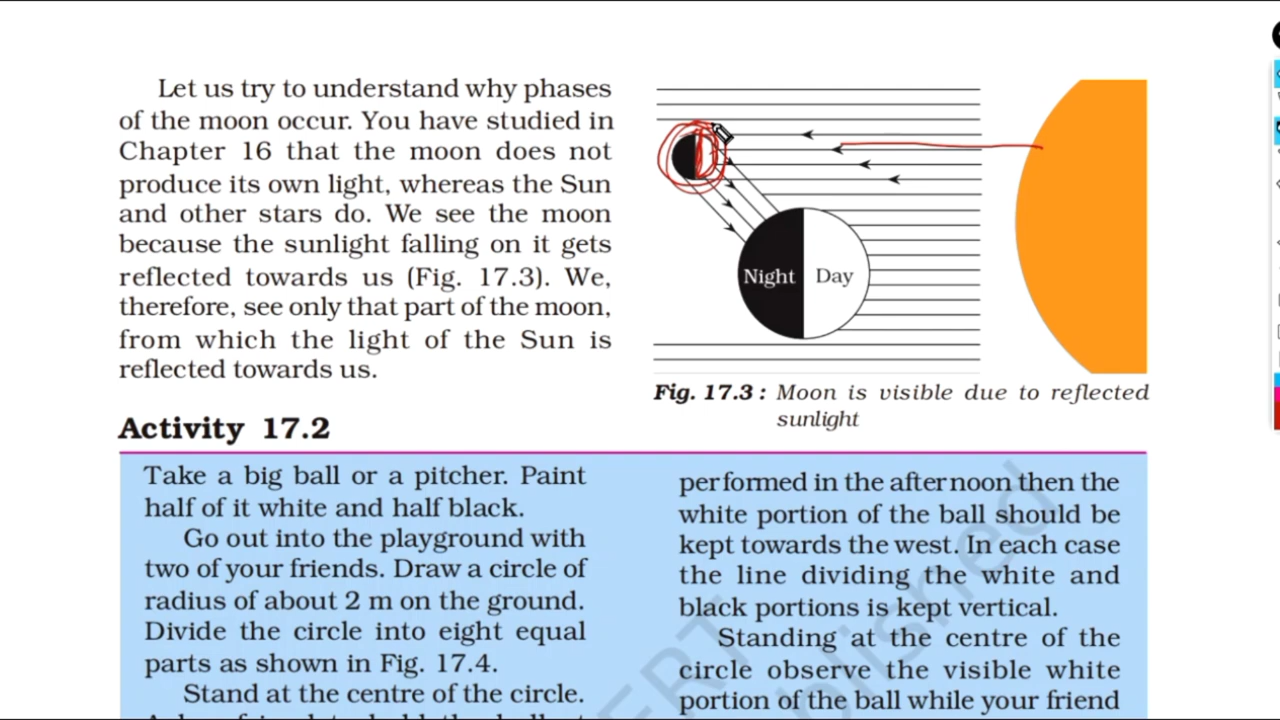 Let us try to understand why phases
of the moon occur. You have studied in
Chapter 16 that the moon does not
produce its own light, whereas the Sun
and other stars do. We see the moon
because the sunlight falling on it gets
reflected towards us (Fig. 17.3). We,
therefore, see only that part of the moon,
from which the light of the Sun is
reflected towards us.
Night Day
Fig. 17.3 : Moon is visible due to reflected
sunlight
Activity 17.2
Take a big ball or a pitcher. Paint
half of it white and half black.
Go out into the playground with
two of your friends. Draw a circle of
radius of about 2 m on the ground.
Divide the circle into eight equal
parts as shown in Fig. 17.4.
Stand at the centre of the circle.
performed in the afternoon then the
white portion of the ball should be
kept towards the west. In each case
the line dividing the white and
black portions is kept vertical.
Standing at the centre of the
circle observe the visible white
portion of the ball while your friend